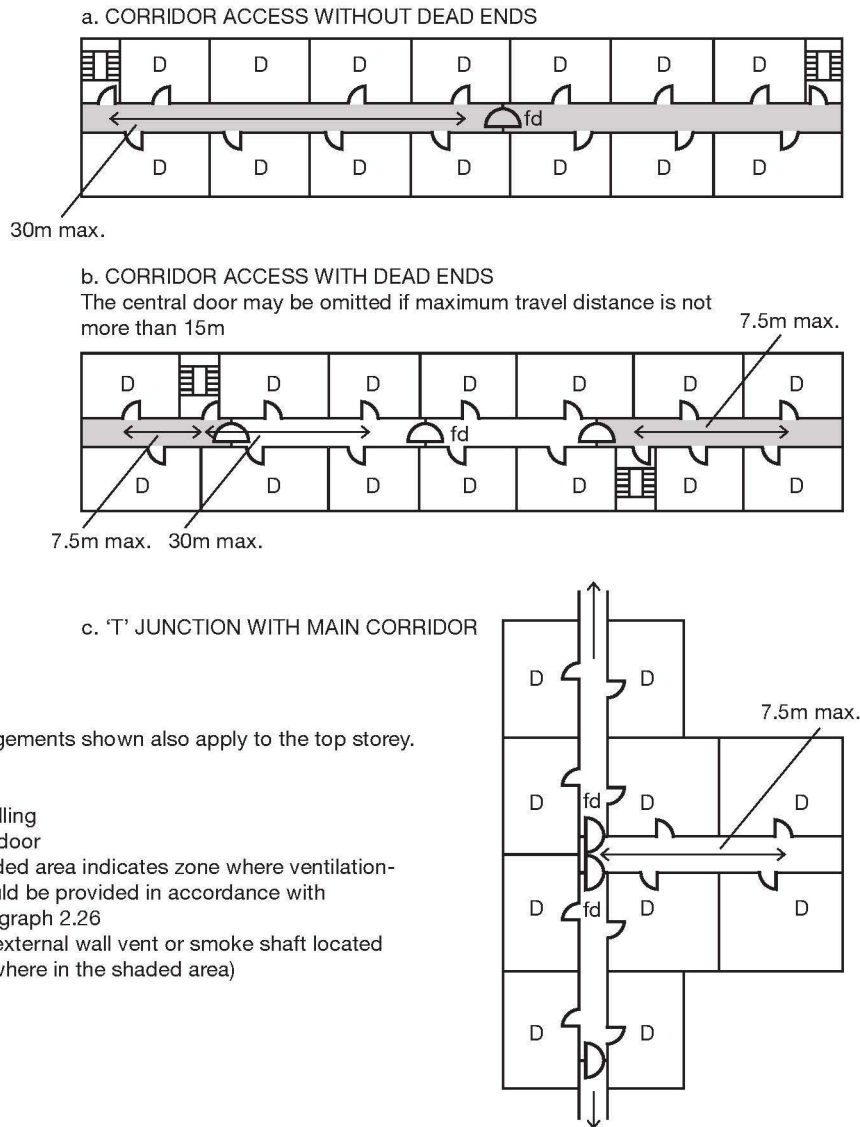 a. CORRIDOR ACCESS WITHOUT DEAD ENDS
D D D D D D D
fd
D D D D D D D
30m max.
b. CORRIDOR ACCESS WITH DEAD ENDS
The central door may be omitted if maximum travel distance is not
more than 15m
7.5m max.
D D D D D D D
fd
D D D D D D D
7.5m max. 30m max.
c. ‘T’ JUNCTION WITH MAIN CORRIDOR
D D
7.5m max.
gements shown also apply to the top storey.
D fd D D
lling
door
ded area indicates zone where ventilation-
uld be provided in accordance with
graph 2.26
external wall vent or smoke shaft located
where in the shaded area)
D fd D D
D D